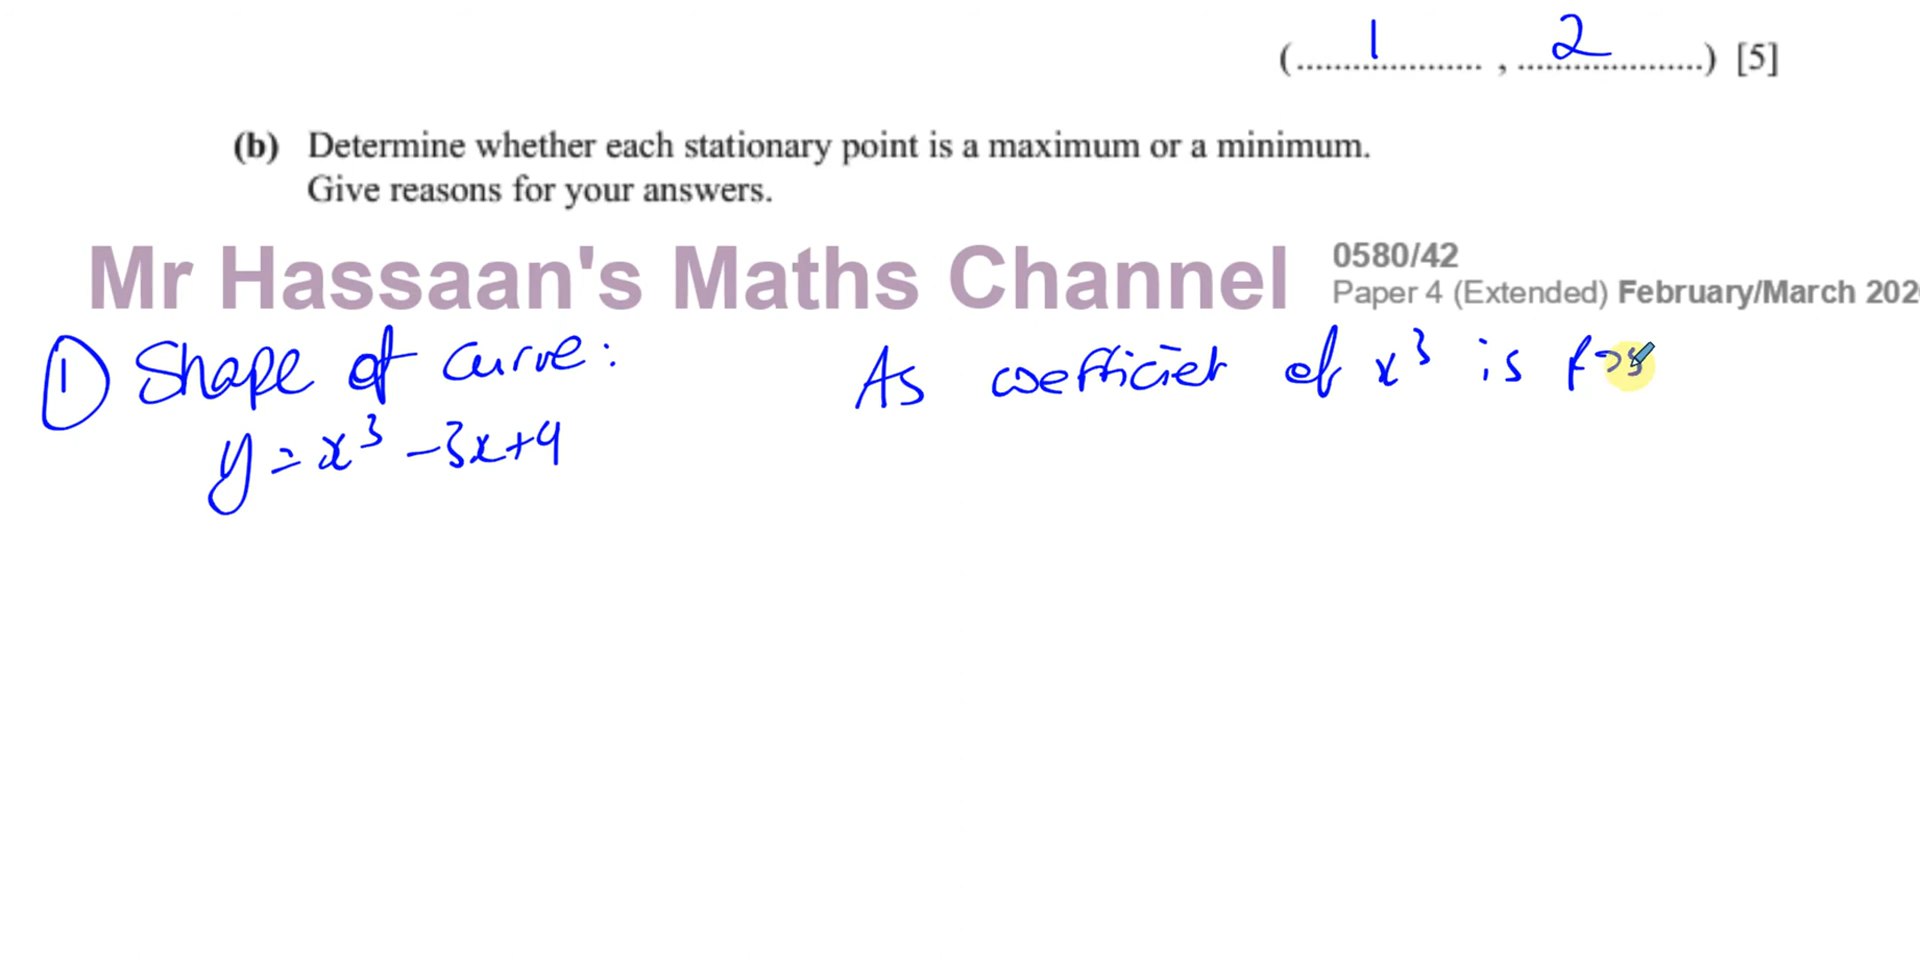 (......1......, ......2......) [5]
(b) Determine whether each stationary point is a maximum or a minimum.
Give reasons for your answers.
Mr Hassaan's Maths Channel
0580/42
Paper 4 (Extended) February/March 202
① Shape of curve: As coefficiet of x³ is pos
y = x³ - 3x + 4